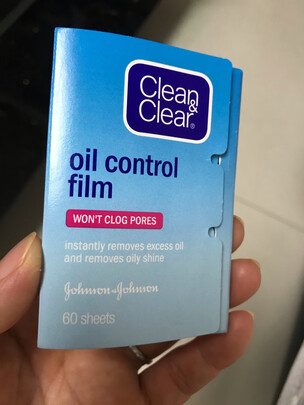 Clean
&
Clear®
oil control
film
WON'T CLOG PORES
instantly removes excess oil
and removes oily shine
Johnson & Johnson
60 sheets